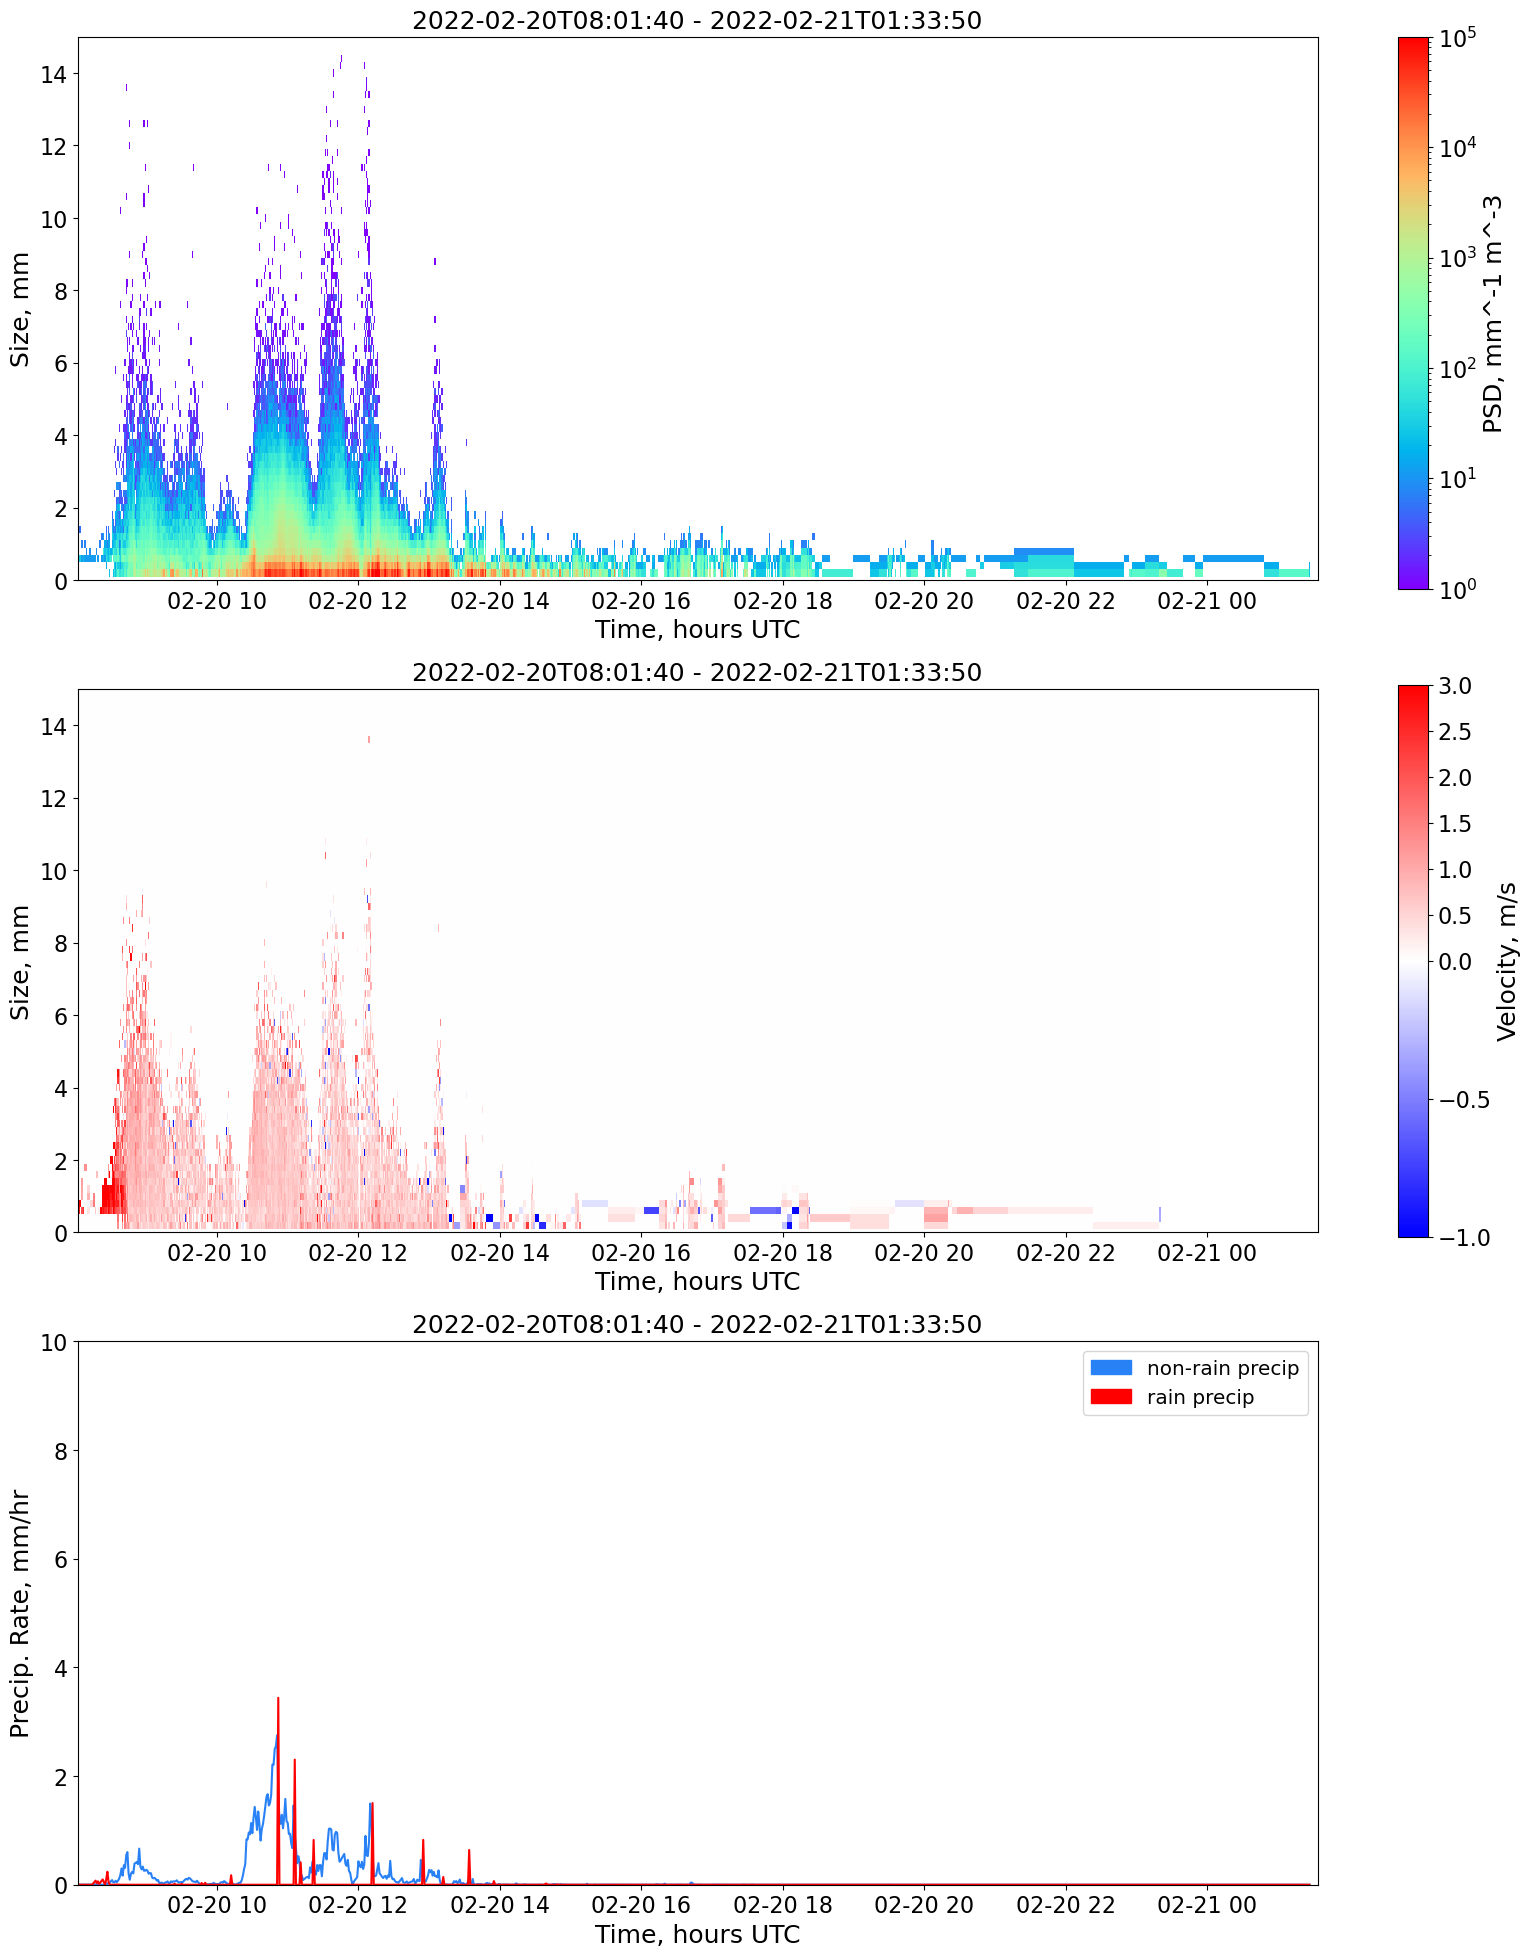 2022-02-20T08:01:40 - 2022-02-21T01:33:50
Size, mm
14
12
10
8
6
4
2
0
02-20 10 02-20 12 02-20 14 02-20 16 02-20 18 02-20 20 02-20 22 02-21 00
Time, hours UTC
10^5
10^4
10^3
10^2
10^1
10^0
PSD, mm^-1 m^-3
2022-02-20T08:01:40 - 2022-02-21T01:33:50
Size, mm
14
12
10
8
6
4
2
0
02-20 10 02-20 12 02-20 14 02-20 16 02-20 18 02-20 20 02-20 22 02-21 00
Time, hours UTC
3.0
2.5
2.0
1.5
1.0
0.5
0.0
−0.5
−1.0
Velocity, m/s
2022-02-20T08:01:40 - 2022-02-21T01:33:50
Precip. Rate, mm/hr
10
8
6
4
2
0
non-rain precip
rain precip
02-20 10 02-20 12 02-20 14 02-20 16 02-20 18 02-20 20 02-20 22 02-21 00
Time, hours UTC